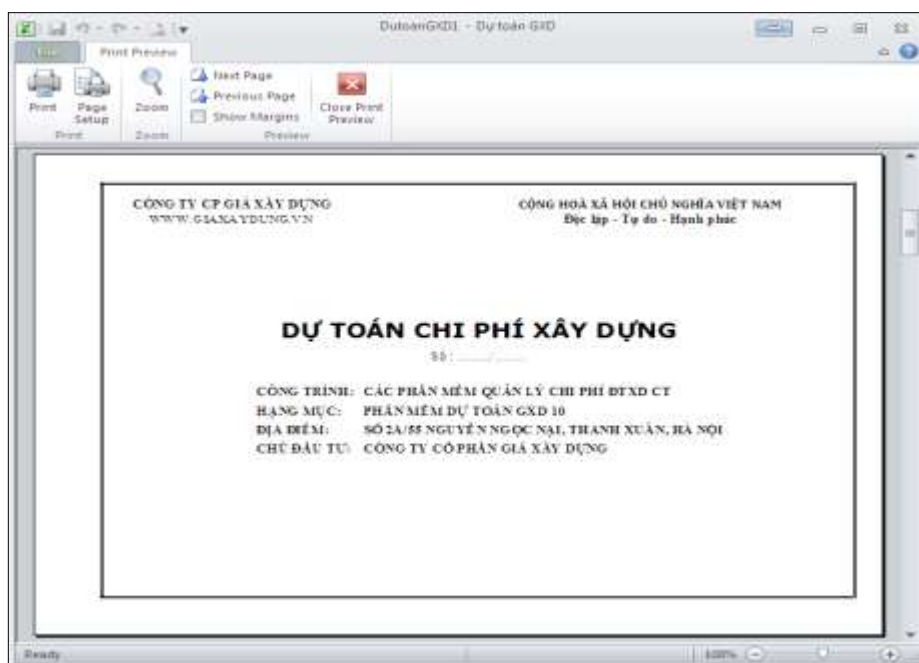 DutoanGXD1 - Dự toán GXD
Print Preview
Print
Page Setup
Zoom
Next Page
Previous Page
Show Margins
Close Print Preview
Print
Zoom
Preview
CÔNG TY CP GIÁ XÂY DỰNG
WWW.GIAXAYDUNG.VN
CỘNG HOÀ XÃ HỘI CHỦ NGHĨA VIỆT NAM
Độc lập - Tự do - Hạnh phúc
DỰ TOÁN CHI PHÍ XÂY DỰNG
Số : ......../........
CÔNG TRÌNH: CÁC PHẦN MỀM QUẢN LÝ CHI PHÍ ĐTXD CT
HẠNG MỤC: PHẦN MỀM DỰ TOÁN GXD 10
ĐỊA ĐIỂM: SỐ 2A/55 NGUYỄN NGỌC NẠI, THANH XUÂN, HÀ NỘI
CHỦ ĐẦU TƯ: CÔNG TY CỔ PHẦN GIÁ XÂY DỰNG
Ready
100%